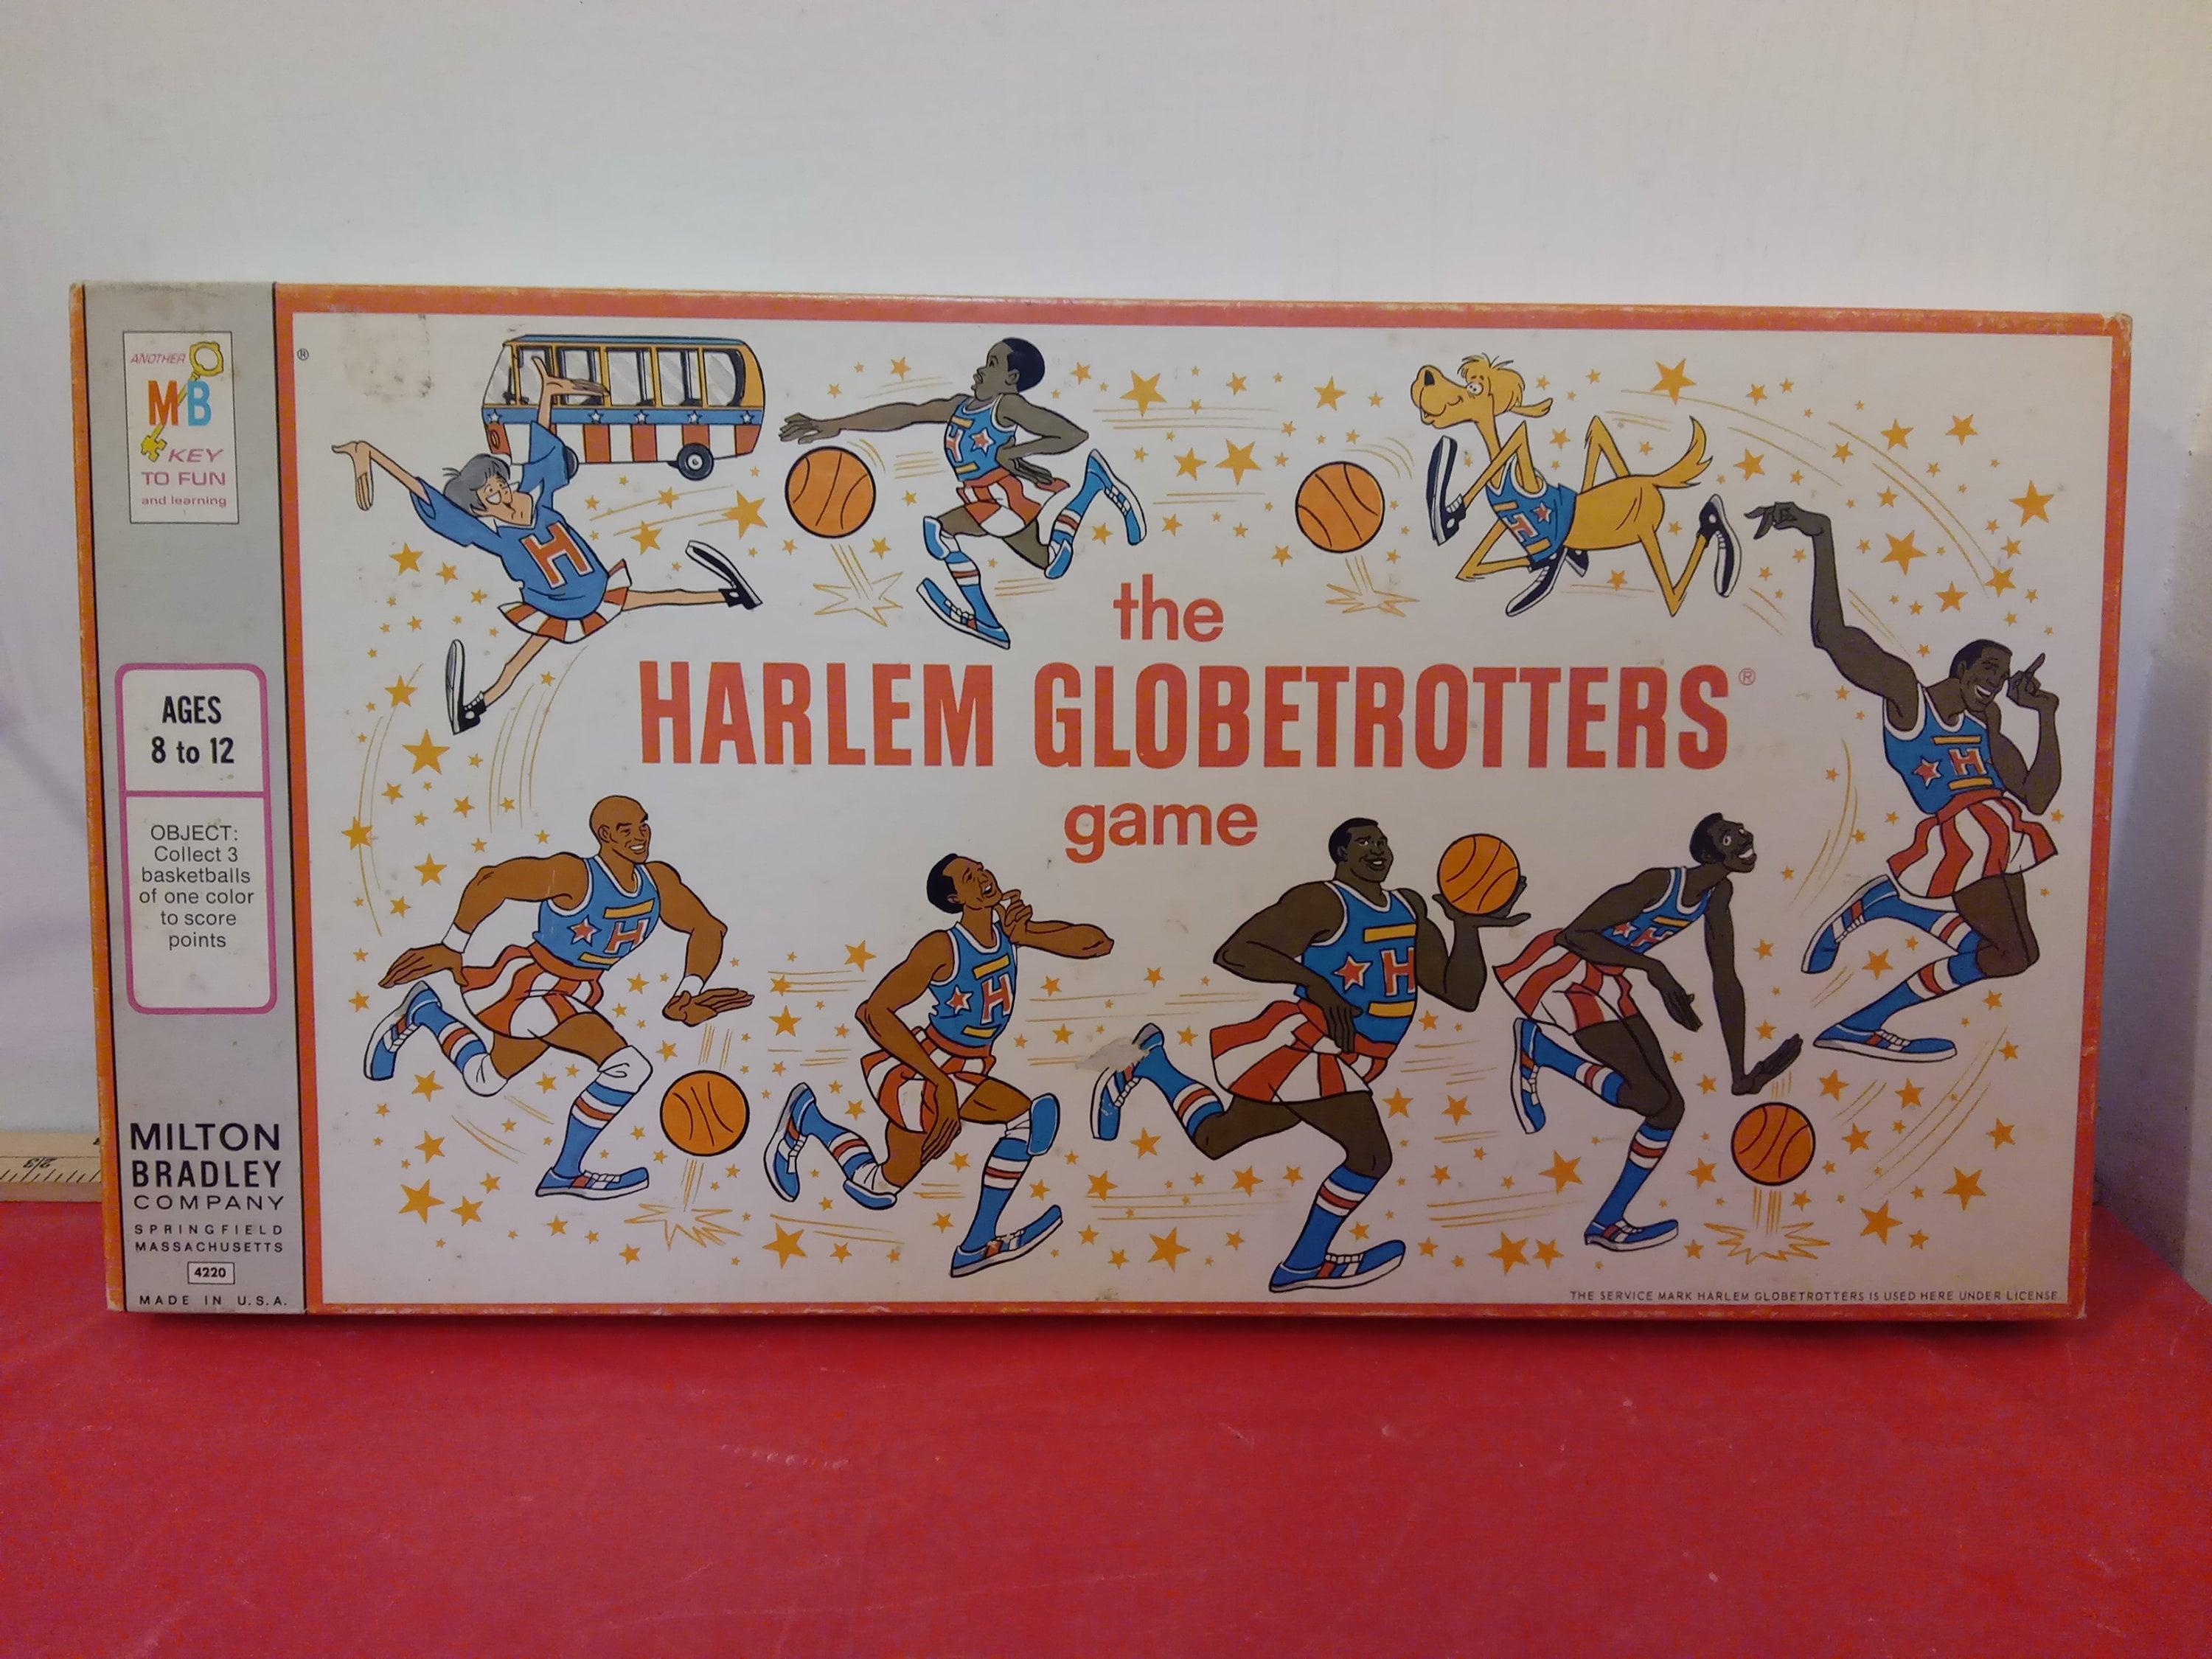 ANOTHER
MB
KEY
TO FUN
and learning
AGES
8 to 12
OBJECT:
Collect 3
basketballs
of one color
to score
points
MILTON
BRADLEY
COMPANY
SPRINGFIELD
MASSACHUSETTS
4220
MADE IN U.S.A.
®
H
H
H
H
the
HARLEM GLOBETROTTERS®
game
H
H
H
H
THE SERVICE MARK HARLEM GLOBETROTTERS IS USED HERE UNDER LICENSE.